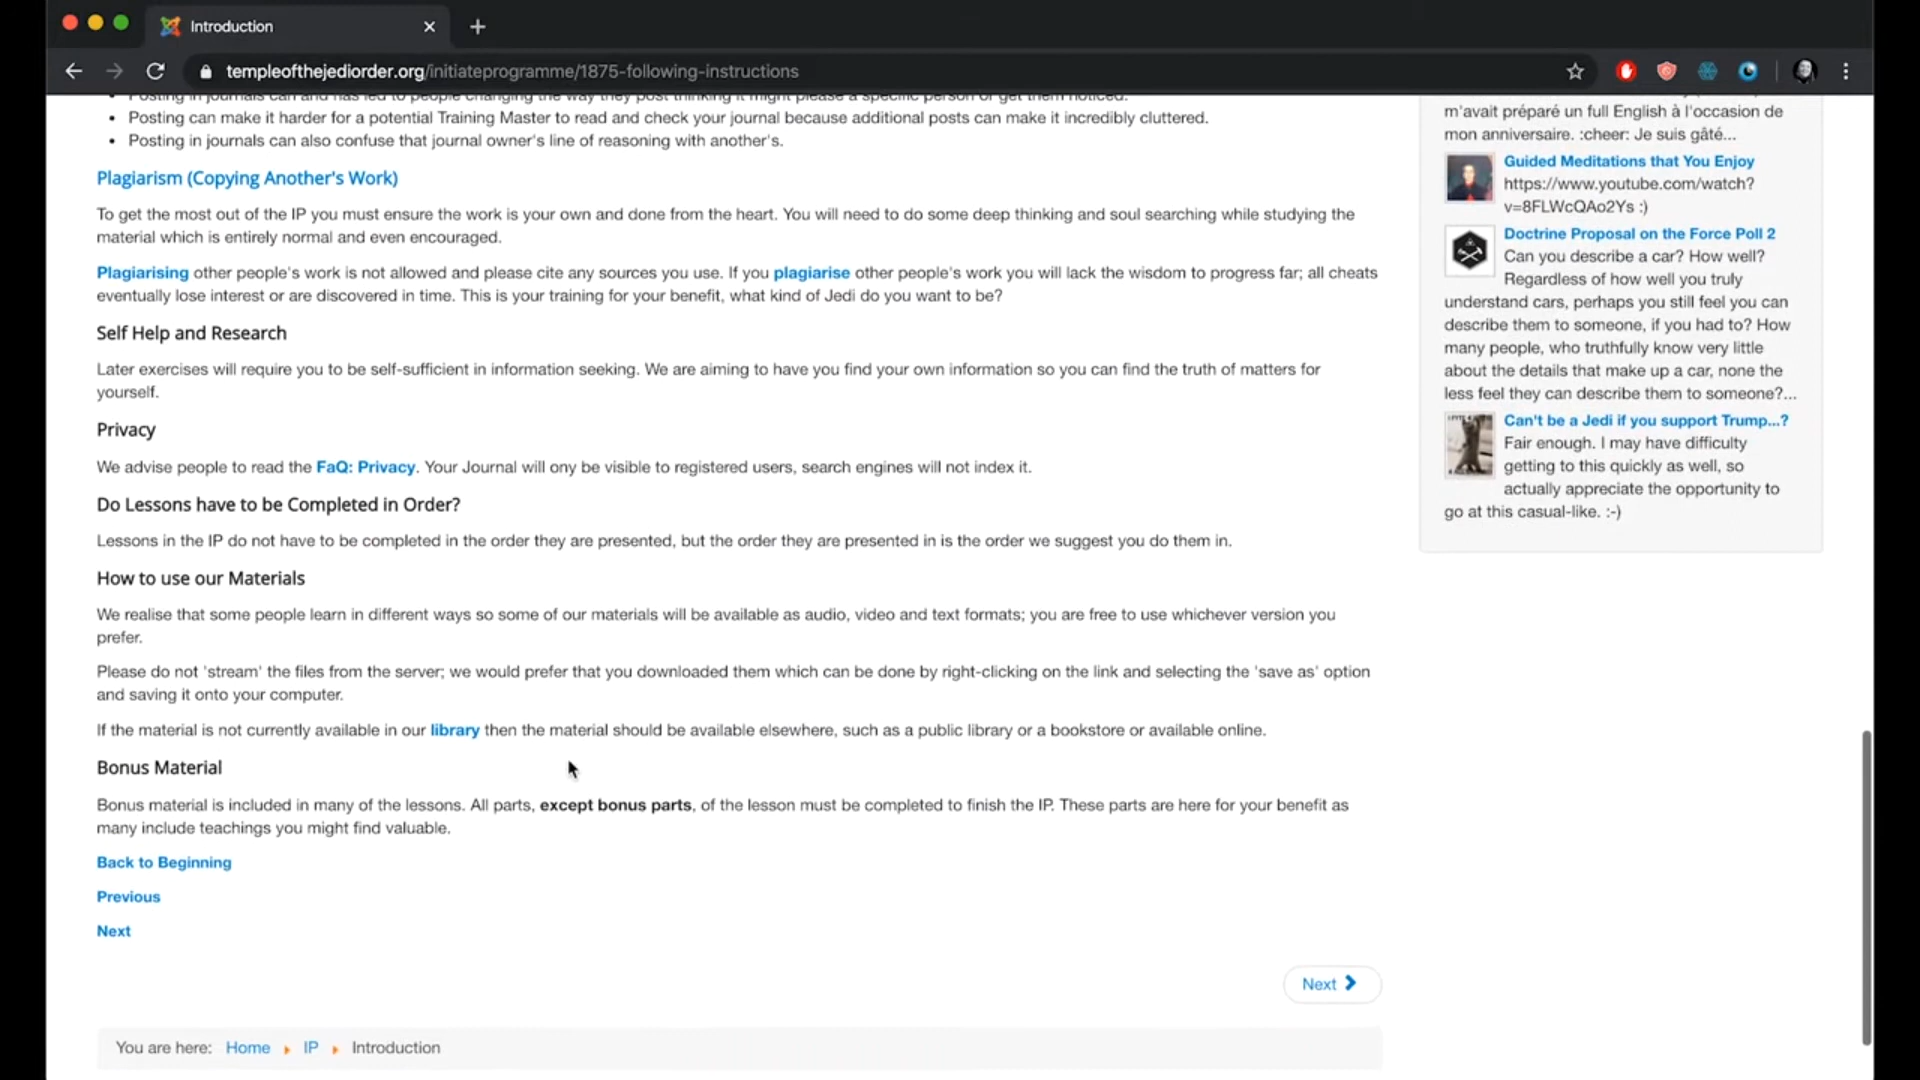 Introduction
templeofthejediorder.org/initiateprogramme/1875-following-instructions
Posting in journals can and has led to people changing the way they post thinking it might please a specific person or get them noticed.
Posting can make it harder for a potential Training Master to read and check your journal because additional posts can make it incredibly cluttered.
Posting in journals can also confuse that journal owner's line of reasoning with another's.
Plagiarism (Copying Another's Work)
To get the most out of the IP you must ensure the work is your own and done from the heart. You will need to do some deep thinking and soul searching while studying the
material which is entirely normal and even encouraged.
Plagiarising other people's work is not allowed and please cite any sources you use. If you plagiarise other people's work you will lack the wisdom to progress far; all cheats
eventually lose interest or are discovered in time. This is your training for your benefit, what kind of Jedi do you want to be?
Self Help and Research
Later exercises will require you to be self-sufficient in information seeking. We are aiming to have you find your own information so you can find the truth of matters for
yourself.
Privacy
We advise people to read the FaQ: Privacy. Your Journal will ony be visible to registered users, search engines will not index it.
Do Lessons have to be Completed in Order?
Lessons in the IP do not have to be completed in the order they are presented, but the order they are presented in is the order we suggest you do them in.
How to use our Materials
We realise that some people learn in different ways so some of our materials will be available as audio, video and text formats; you are free to use whichever version you
prefer.
Please do not 'stream' the files from the server; we would prefer that you downloaded them which can be done by right-clicking on the link and selecting the 'save as' option
and saving it onto your computer.
If the material is not currently available in our library then the material should be available elsewhere, such as a public library or a bookstore or available online.
Bonus Material
Bonus material is included in many of the lessons. All parts, except bonus parts, of the lesson must be completed to finish the IP. These parts are here for your benefit as
many include teachings you might find valuable.
Back to Beginning
Previous
Next
Next
You are here: Home IP Introduction
m'avait préparé un full English à l'occasion de
mon anniversaire. :cheer: Je suis gâté...
Guided Meditations that You Enjoy
https://www.youtube.com/watch?
v=8FLWcQAo2Ys :)
Doctrine Proposal on the Force Poll 2
Can you describe a car? How well?
Regardless of how well you truly
understand cars, perhaps you still feel you can
describe them to someone, if you had to? How
many people, who truthfully know very little
about the details that make up a car, none the
less feel they can describe them to someone?...
Can't be a Jedi if you support Trump...?
Fair enough. I may have difficulty
getting to this quickly as well, so
actually appreciate the opportunity to
go at this casual-like. :-)